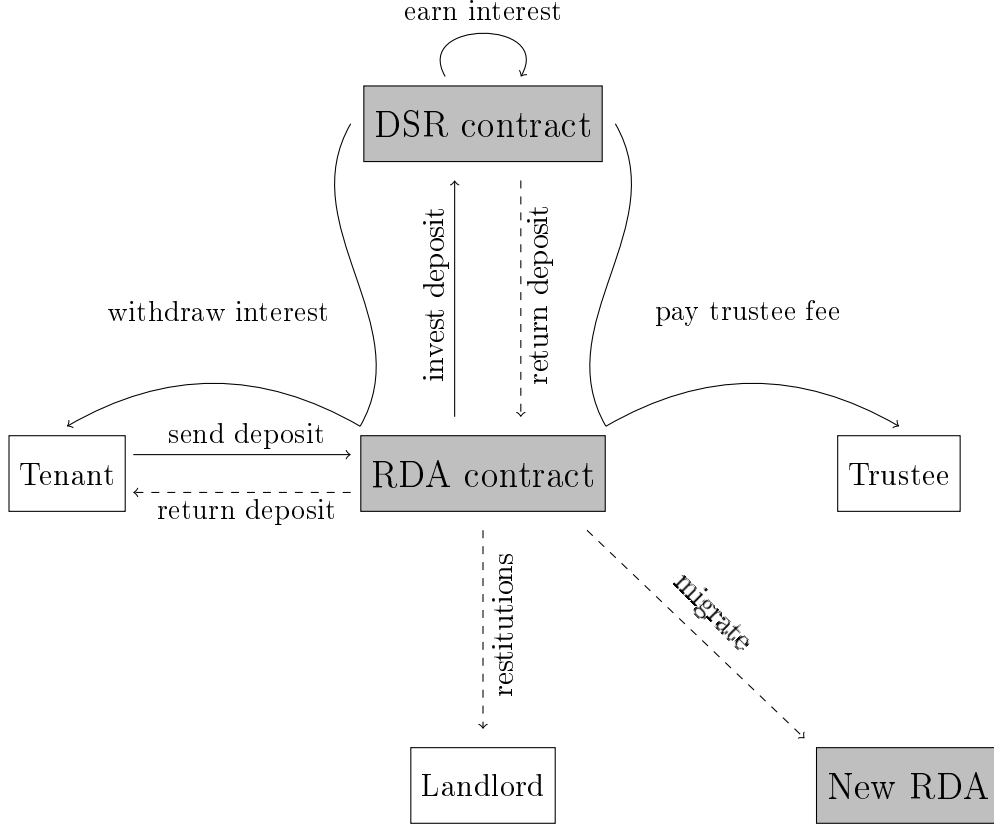 earn interest
DSR contract
invest deposit
return deposit
withdraw interest
pay trustee fee
send deposit
Tenant
RDA contract
Trustee
return deposit
restitutions
migrate
Landlord
New RDA